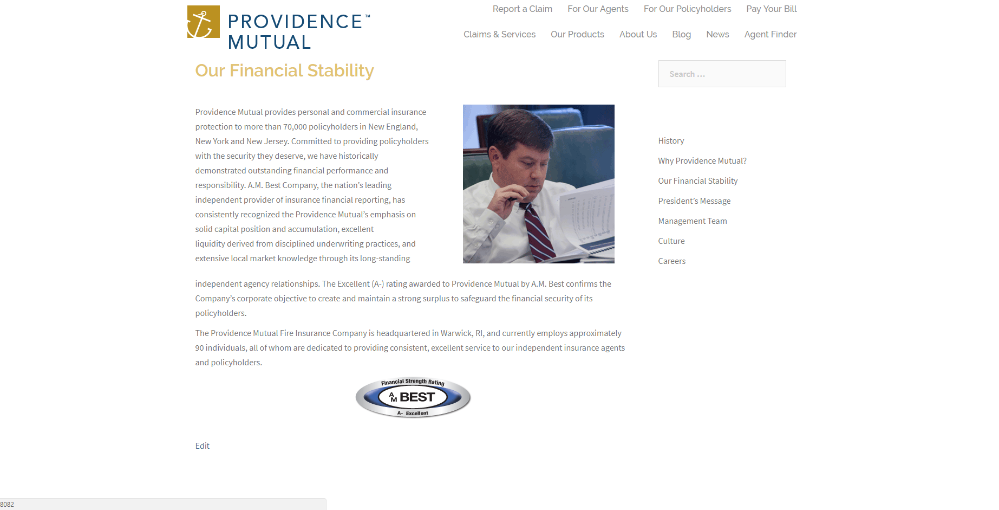 PROVIDENCE™
MUTUAL
Report a Claim For Our Agents For Our Policyholders Pay Your Bill
Claims & Services Our Products About Us Blog News Agent Finder
Our Financial Stability
Search ...
Providence Mutual provides personal and commercial insurance
protection to more than 70,000 policyholders in New England,
New York and New Jersey. Committed to providing policyholders
with the security they deserve, we have historically
demonstrated outstanding financial performance and
responsibility. A.M. Best Company, the nation’s leading
independent provider of insurance financial reporting, has
consistently recognized the Providence Mutual’s emphasis on
solid capital position and accumulation, excellent
liquidity derived from disciplined underwriting practices, and
extensive local market knowledge through its long-standing
independent agency relationships. The Excellent (A-) rating awarded to Providence Mutual by A.M. Best confirms the
Company’s corporate objective to create and maintain a strong surplus to safeguard the financial security of its
policyholders.
The Providence Mutual Fire Insurance Company is headquartered in Warwick, RI, and currently employs approximately
90 individuals, all of whom are dedicated to providing consistent, excellent service to our independent insurance agents
and policyholders.
Financial Strength Rating
AM BEST
A- Excellent
Edit
History
Why Providence Mutual?
Our Financial Stability
President’s Message
Management Team
Culture
Careers
8082